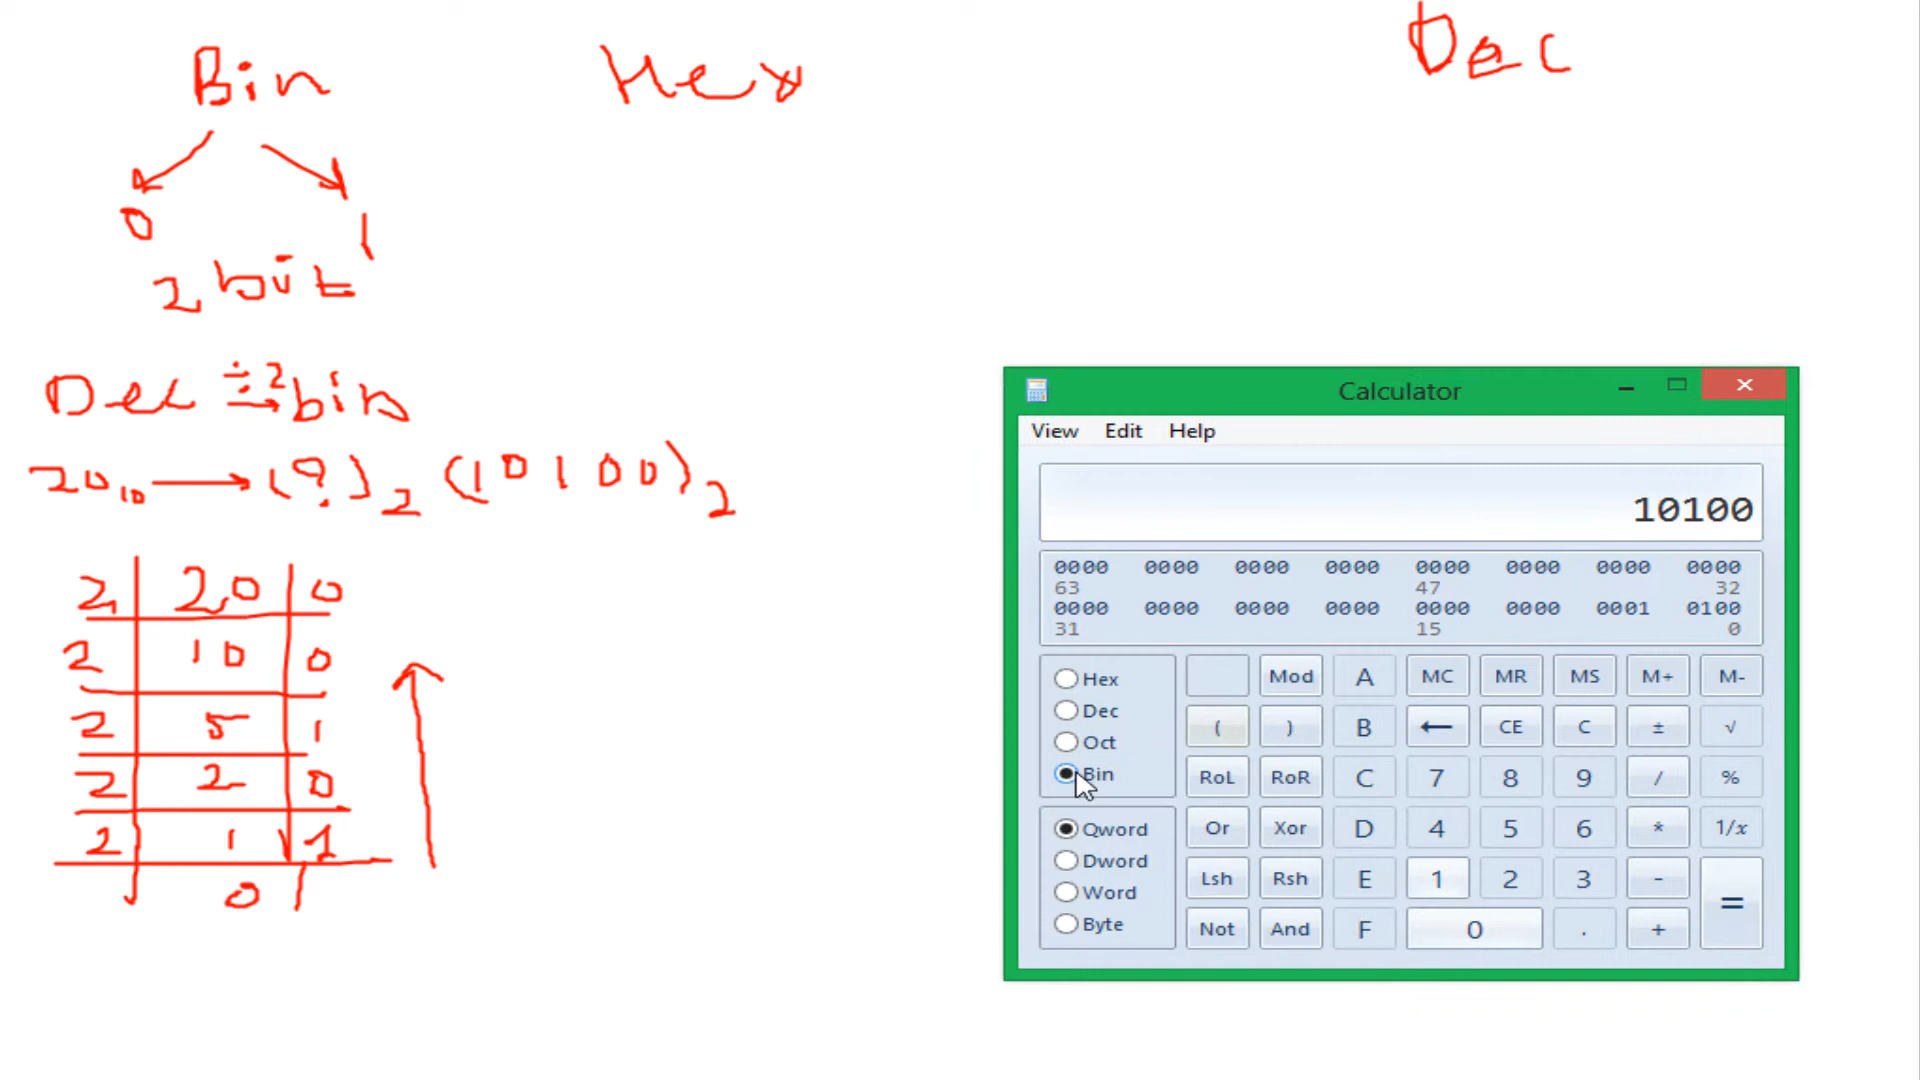 Bin Hex Dec
0 1
2 bit
Dec ÷2 → bin
20₁₀ → (?)₂ (10100)₂
2 20 0
2 10 0
2 5 1
2 2 0
2 1 1
0
Calculator
View Edit Help
10100
0000 0000 0000 0000 0000 0000 0000 0000
63 47 32
0000 0000 0000 0000 0000 0000 0001 0100
31 15 0
Hex Mod A MC MR MS M+ M-
Dec ( ) B ← CE C ± √
Oct
Bin RoL RoR C 7 8 9 / %
Qword Or Xor D 4 5 6 * 1/x
Dword Lsh Rsh E 1 2 3 - =
Word
Byte Not And F 0 . +